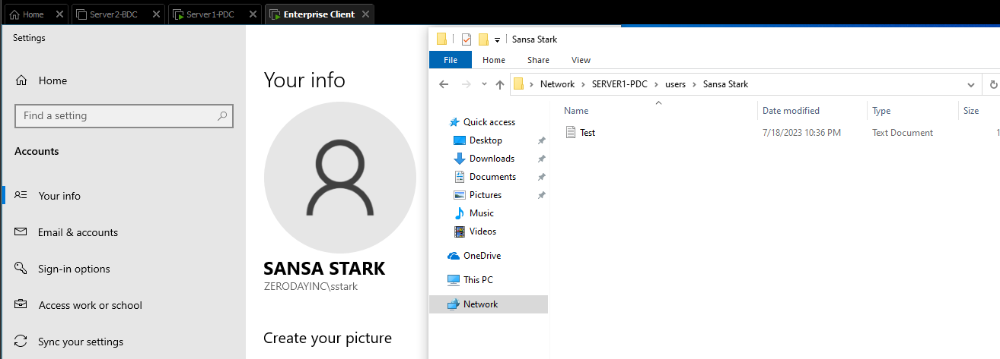 Home Server2-BDC Server1-PDC Enterprise Client
Settings
Home
Find a setting
Accounts
Your info
Email & accounts
Sign-in options
Access work or school
Sync your settings
Your info
SANSA STARK
ZERODAYINC\sstark
Create your picture
Sansa Stark
File Home Share View
Network SERVER1-PDC users Sansa Stark
Quick access
Desktop
Downloads
Documents
Pictures
Music
Videos
OneDrive
This PC
Network
Name Date modified Type Size
Test 7/18/2023 10:36 PM Text Document 1